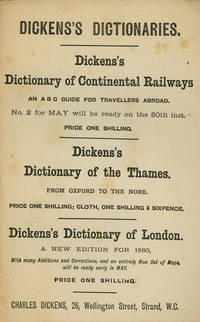 DICKENS'S DICTIONARIES.
Dickens's
Dictionary of Continental Railways
AN A B C GUIDE FOR TRAVELLERS ABROAD.
No. 2 for MAY will be ready on the 30th inst.
PRICE ONE SHILLING.
Dickens's
Dictionary of the Thames.
FROM OXFORD TO THE NORE.
PRICE ONE SHILLING; CLOTH, ONE SHILLING & SIXPENCE.
Dickens's Dictionary of London.
A NEW EDITION FOR 1880,
With many Additions and Corrections, and an entirely New Set of Maps,
will be ready early in MAY.
PRICE ONE SHILLING.
CHARLES DICKENS, 26, Wellington Street, Strand, W.C.